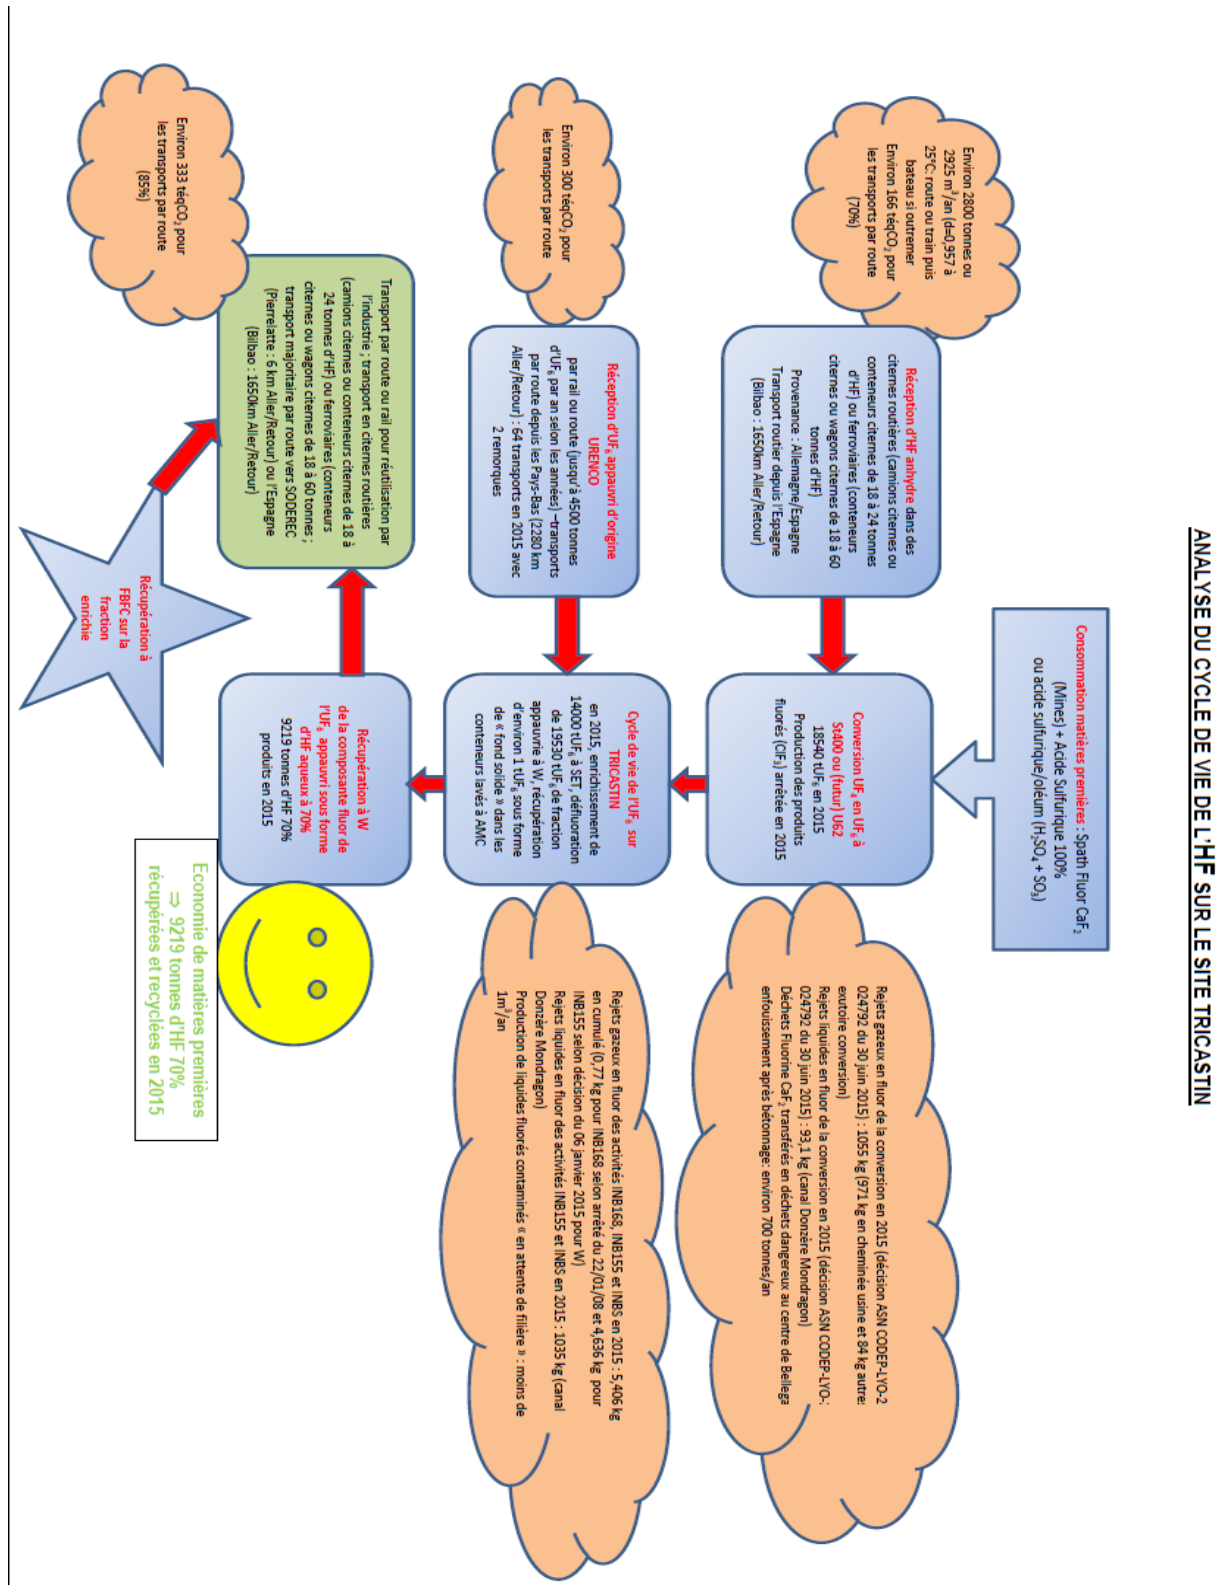 ANALYSE DU CYCLE DE VIE DE L'HF SUR LE SITE TRICASTIN
Consommation matières premières : Spath Fluor CaF₂
(Mines) + Acide Sulfurique 100%
ou acide sulfurique/oléum (H₂SO₄ + SO₃)
Environ 2800 tonnes ou
2925 m³/an (d=0,957 à
25°C: route ou train puis
bateau si outremer
Environ 166 téqCO₂ pour
les transports par route
(70%)
Réception d'HF anhydre dans des
citernes routières (camions citernes ou
conteneurs citernes de 18 à 24 tonnes
d'HF) ou ferroviaires (conteneurs
citernes ou wagons citernes de 18 à 60
tonnes d'HF)
Provenance : Allemagne/Espagne
Transport routier depuis l'Espagne
(Bilbao : 1650km Aller/Retour)
Conversion UF₄ en UF₆ à
St400 ou (futur) U62
18540 tUF₆ en 2015
Production des produits
fluorés (ClF₃) arrêtée en 2015
Rejets gazeux en fluor de la conversion en 2015 (décision ASN CODEP-LYO-2
024792 du 30 juin 2015) : 1055 kg (971 kg en cheminée usine et 84 kg autre:
exutoire conversion)
Rejets liquides en fluor de la conversion en 2015 (décision ASN CODEP-LYO-:
024792 du 30 juin 2015) : 93,1 kg (canal Donzère Mondragon)
Déchets Fluorine CaF₂ transférés en déchets dangereux au centre de Bellega
enfouissement après bétonnage: environ 700 tonnes/an
Environ 300 téqCO₂ pour
les transports par route
Réception d'UF₆ appauvri d'origine
URENCO
par rail ou route (jusqu'à 4500 tonnes
d'UF₆ par an selon les années) –transports
par route depuis les Pays-Bas (2280 km
Aller/Retour) : 64 transports en 2015 avec
2 remorques
Cycle de vie de l'UF₆ sur
TRICASTIN
en 2015, enrichissement de
14000 tUF₆ à SET, défluoration
de 19530 tUF₆ de fraction
appauvrie à W, récupération
d'environ 1 tUF₆ sous forme
de « fond solide » dans les
conteneurs lavés à AMC
Rejets gazeux en fluor des activités INB168, INB155 et INBS en 2015 : 5,406 kg
en cumulé (0,77 kg pour INB168 selon arrêté du 22/01/08 et 4,636 kg pour
INB155 selon décision du 06 janvier 2015 pour W)
Rejets liquides en fluor des activités INB155 et INBS en 2015 : 1035 kg (canal
Donzère Mondragon)
Production de liquides fluorés contaminés « en attente de filière » : moins de
1m³/an
Environ 333 téqCO₂ pour
les transports par route
(85%)
Transport par route ou rail pour réutilisation par
l'industrie ; transport en citernes routières
(camions citernes ou conteneurs citernes de 18 à
24 tonnes d'HF) ou ferroviaires (conteneurs
citernes ou wagons citernes de 18 à 60 tonnes ;
transport majoritaire par route vers SODEREC
(Pierrelatte : 6 km Aller/Retour) ou l'Espagne
(Bilbao : 1650km Aller/Retour)
Récupération à W
de la composante fluor de
l'UF₆ appauvri sous forme
d'HF aqueux à 70%
9219 tonnes d'HF 70%
produits en 2015
Economie de matières premières
⇒ 9219 tonnes d'HF 70%
récupérées et recyclées en 2015
Récupération à
FBFC sur la
fraction
enrichie